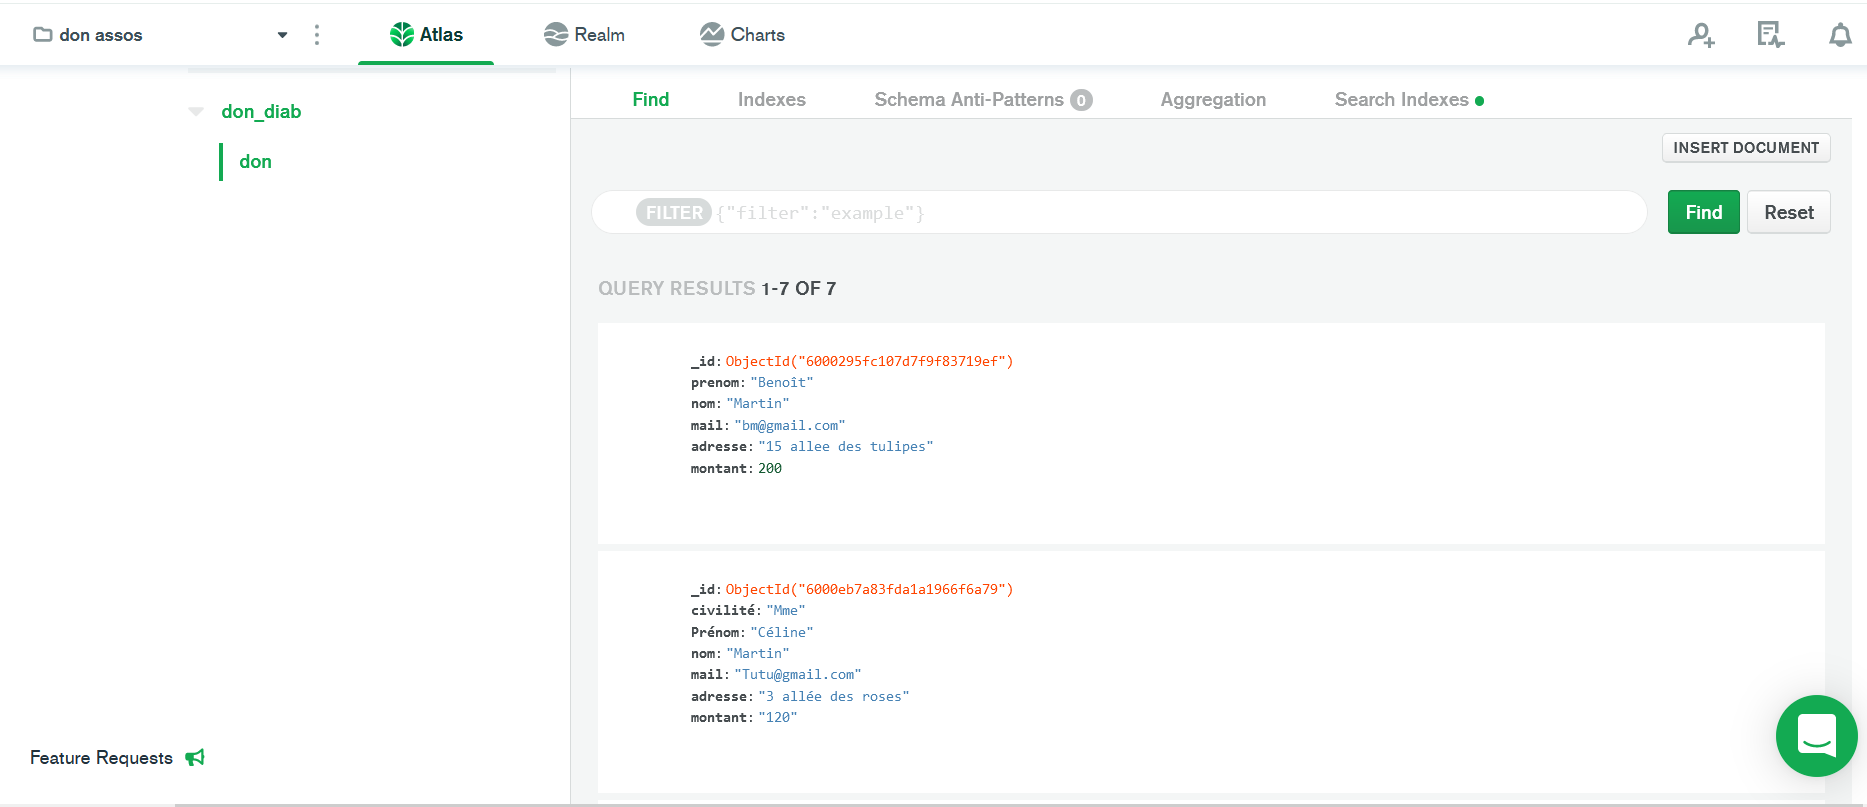 don assos
Atlas
Realm
Charts
don_diab
don
Find
Indexes
Schema Anti-Patterns 0
Aggregation
Search Indexes
INSERT DOCUMENT
FILTER {"filter":"example"}
Find
Reset
QUERY RESULTS 1-7 OF 7
_id: ObjectId("6000295fc107d7f9f83719ef")
prenom: "Benoît"
nom: "Martin"
mail: "bm@gmail.com"
adresse: "15 allee des tulipes"
montant: 200
_id: ObjectId("6000eb7a83fda1a1966f6a79")
civilité: "Mme"
Prénom: "Céline"
nom: "Martin"
mail: "Tutu@gmail.com"
adresse: "3 allée des roses"
montant: "120"
Feature Requests